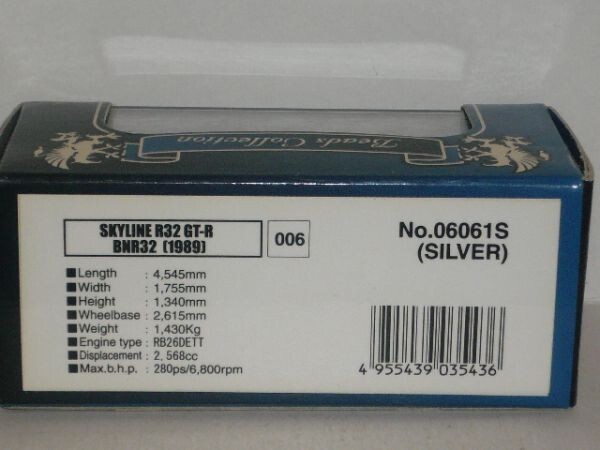 Beads Collection
SKYLINE R32 GT-R
BNR32 (1989)
006
No.06061S
(SILVER)
■Length : 4,545mm
■Width : 1,755mm
■Height : 1,340mm
■Wheelbase : 2,615mm
■Weight : 1,430Kg
■Engine type : RB26DETT
■Displacement : 2,568cc
■Max.b.h.p. : 280ps/6,800rpm
4 955439 035436